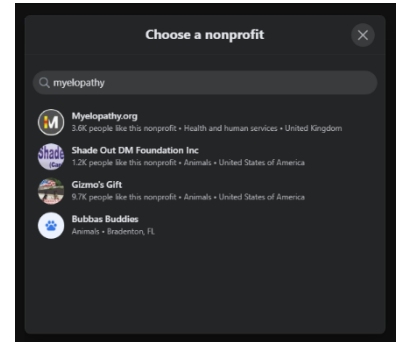 Choose a nonprofit
myelopathy
Myelopathy.org
3.6K people like this nonprofit • Health and human services • United Kingdom
Shade Out DM Foundation Inc
1.2K people like this nonprofit • Animals • United States of America
Gizmo's Gift
9.7K people like this nonprofit • Animals • United States of America
Bubbas Buddies
Animals • Bradenton, FL